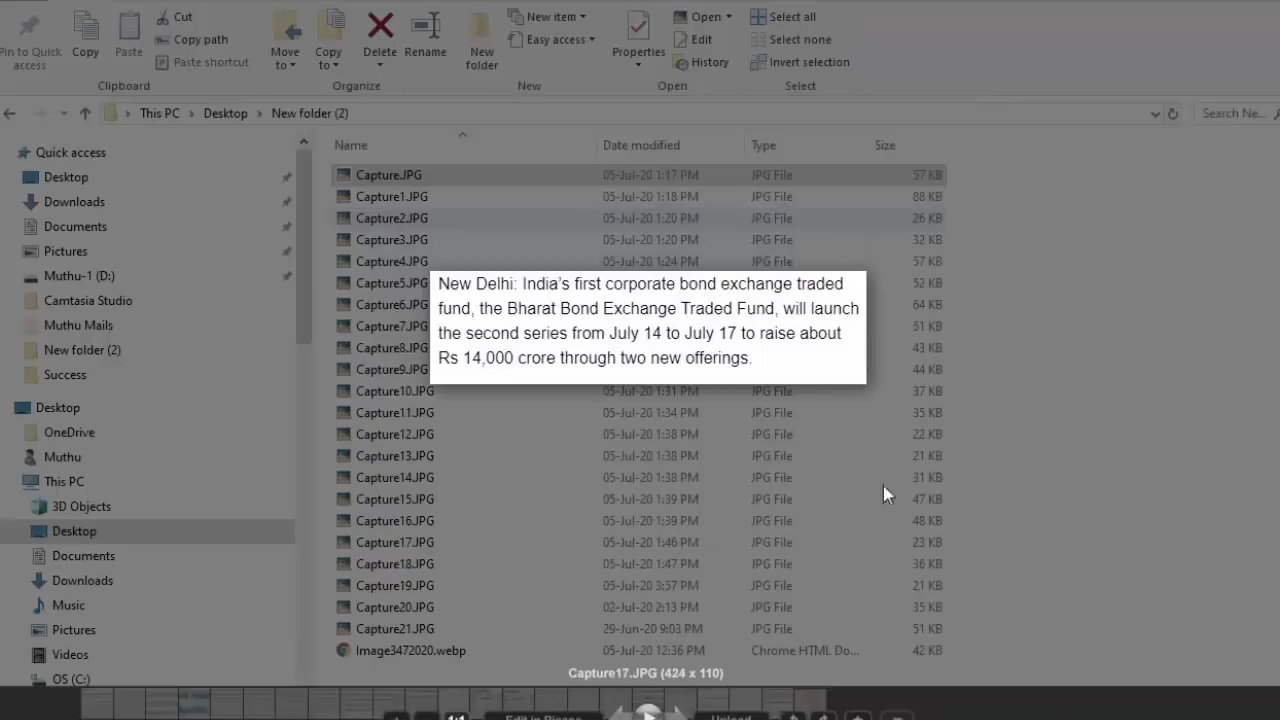 Pin to Quick access
Copy
Paste
Cut
Copy path
Paste shortcut
Clipboard
Move to
Copy to
Delete
Rename
Organize
New folder
New item
Easy access
New
Properties
Open
Edit
History
Open
Select all
Select none
Invert selection
Select
This PC > Desktop > New folder (2)
Search Ne...
Name Date modified Type Size
Quick access
Desktop
Downloads
Documents
Pictures
Muthu-1 (D:)
Camtasia Studio
Muthu Mails
New folder (2)
Success
Desktop
OneDrive
Muthu
This PC
3D Objects
Desktop
Documents
Downloads
Music
Pictures
Videos
OS (C:)
Capture.JPG 05-Jul-20 1:17 PM JPG File 57 KB
Capture1.JPG 05-Jul-20 1:18 PM JPG File 88 KB
Capture2.JPG 05-Jul-20 1:20 PM JPG File 26 KB
Capture3.JPG 05-Jul-20 1:20 PM JPG File 32 KB
Capture4.JPG 05-Jul-20 1:24 PM JPG File 57 KB
Capture5.JPG 52 KB
Capture6.JPG 64 KB
Capture7.JPG 51 KB
Capture8.JPG 43 KB
Capture9.JPG 44 KB
New Delhi: India's first corporate bond exchange traded
fund, the Bharat Bond Exchange Traded Fund, will launch
the second series from July 14 to July 17 to raise about
Rs 14,000 crore through two new offerings.
Capture10.JPG 05-Jul-20 1:31 PM JPG File 37 KB
Capture11.JPG 05-Jul-20 1:34 PM JPG File 35 KB
Capture12.JPG 05-Jul-20 1:38 PM JPG File 22 KB
Capture13.JPG 05-Jul-20 1:38 PM JPG File 21 KB
Capture14.JPG 05-Jul-20 1:38 PM JPG File 31 KB
Capture15.JPG 05-Jul-20 1:39 PM JPG File 47 KB
Capture16.JPG 05-Jul-20 1:39 PM JPG File 48 KB
Capture17.JPG 05-Jul-20 1:46 PM JPG File 23 KB
Capture18.JPG 05-Jul-20 1:47 PM JPG File 36 KB
Capture19.JPG 05-Jul-20 3:57 PM JPG File 21 KB
Capture20.JPG 02-Jul-20 2:13 PM JPG File 35 KB
Capture21.JPG 29-Jun-20 9:03 PM JPG File 51 KB
Image3472020.webp 05-Jul-20 12:36 PM Chrome HTML Do... 42 KB
Capture17.JPG (424 x 110)
1:1
Edit in Picasa
Upload